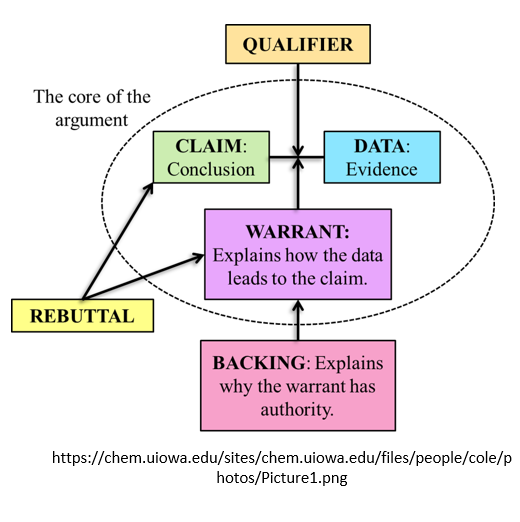 QUALIFIER
The core of the
argument
CLAIM:
Conclusion
DATA:
Evidence
WARRANT:
Explains how the data
leads to the claim.
REBUTTAL
BACKING: Explains
why the warrant has
authority.
https://chem.uiowa.edu/sites/chem.uiowa.edu/files/people/cole/p
hotos/Picture1.png